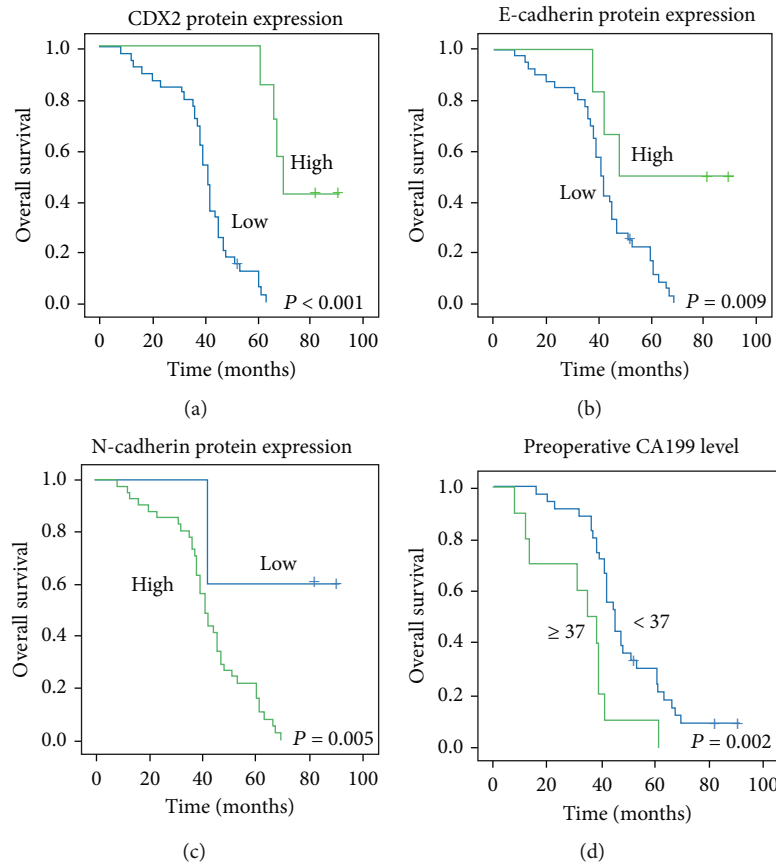 CDX2 protein expression
1.0
0.8
0.6
0.4
0.2
0.0
Overall survival
High
Low
P < 0.001
0 20 40 60 80 100
Time (months)
(a)
E-cadherin protein expression
1.0
0.8
0.6
0.4
0.2
0.0
Overall survival
High
Low
P = 0.009
0 20 40 60 80 100
Time (months)
(b)
N-cadherin protein expression
1.0
0.8
0.6
0.4
0.2
0.0
Overall survival
Low
High
P = 0.005
0 20 40 60 80 100
Time (months)
(c)
Preoperative CA199 level
1.0
0.8
0.6
0.4
0.2
0.0
Overall survival
≥ 37
< 37
P = 0.002
0 20 40 60 80 100
Time (months)
(d)